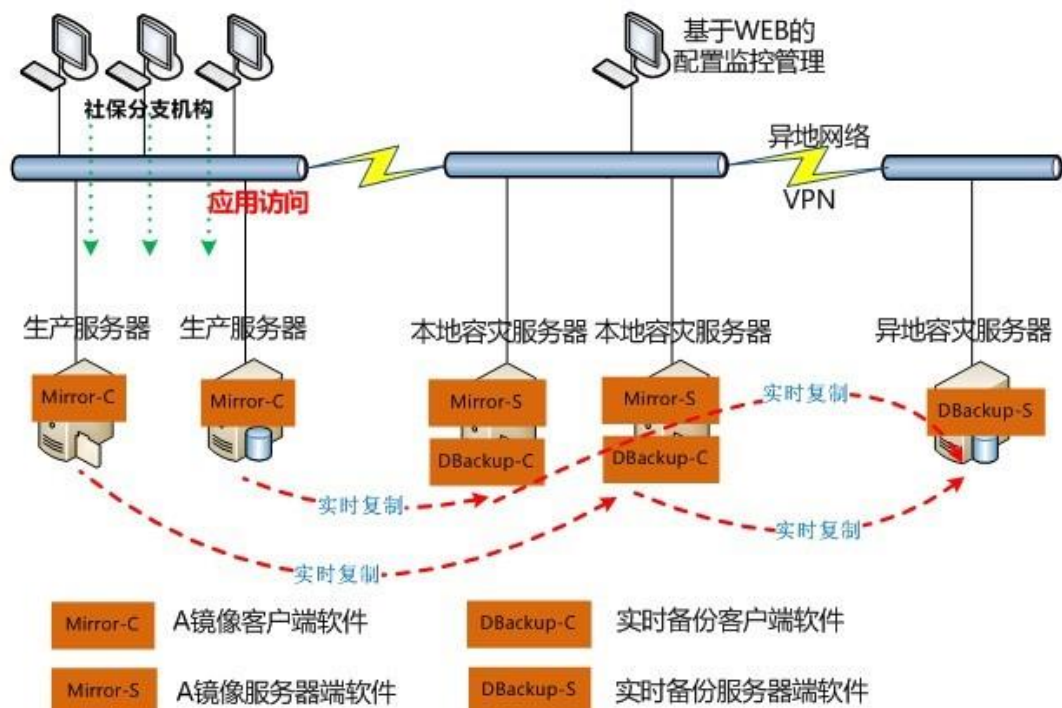 基于WEB的
配置监控管理
社保分支机构
异地网络
应用访问
VPN
生产服务器
生产服务器
本地容灾服务器
本地容灾服务器
异地容灾服务器
Mirror-C
Mirror-C
Mirror-S
Mirror-S
实时复制
DBackup-S
DBackup-C
DBackup-C
实时复制
实时复制
实时复制
Mirror-C
A镜像客户端软件
DBackup-C
实时备份客户端软件
Mirror-S
A镜像服务器端软件
DBackup-S
实时备份服务器端软件